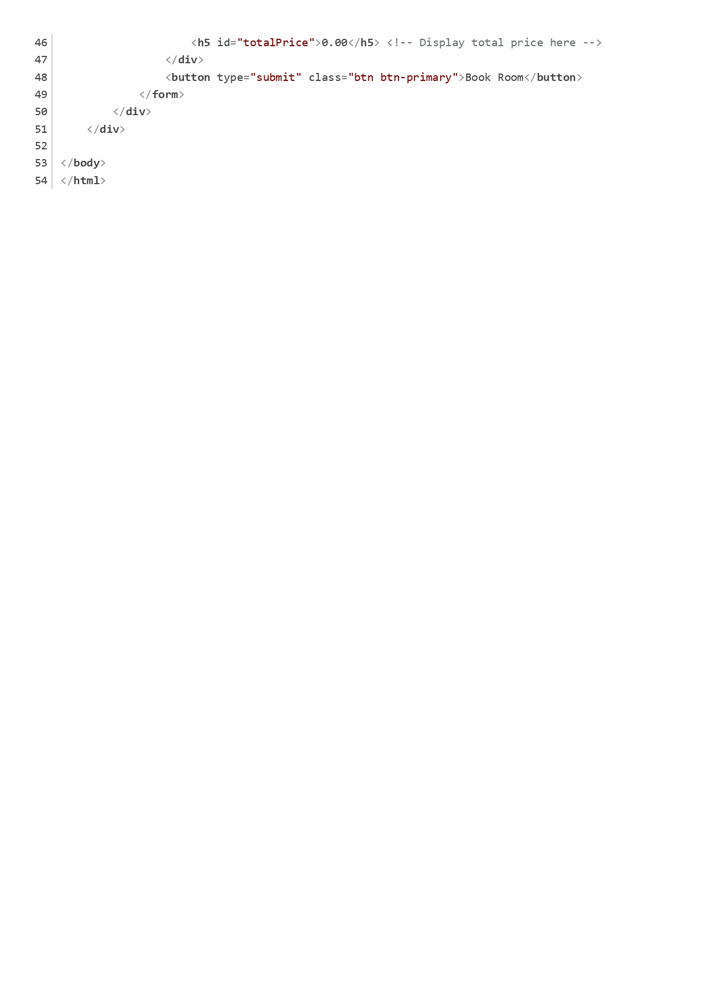 46 <h5 id="totalPrice">0.00</h5> <!-- Display total price here -->
47 </div>
48 <button type="submit" class="btn btn-primary">Book Room</button>
49 </form>
50 </div>
51 </div>
52
53 </body>
54 </html>